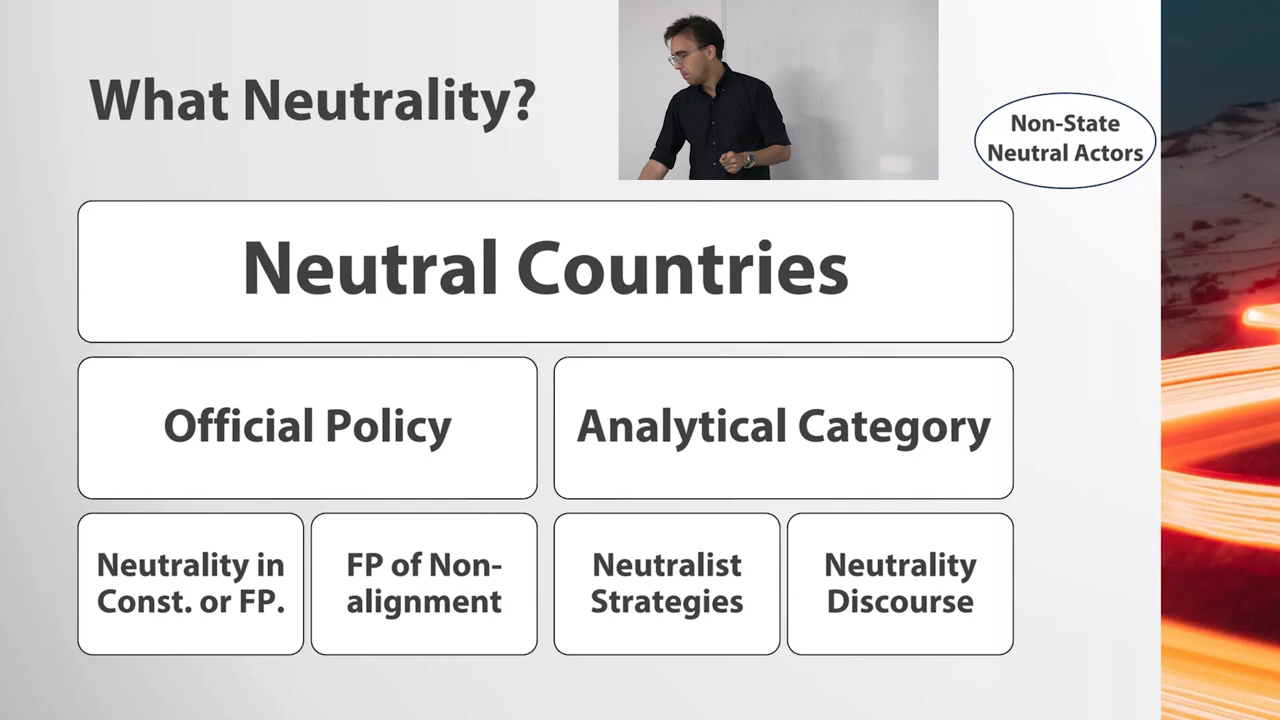 What Neutrality?
Non-State
Neutral Actors
Neutral Countries
Official Policy
Analytical Category
Neutrality in
Const. or FP.
FP of Non-
alignment
Neutralist
Strategies
Neutrality
Discourse